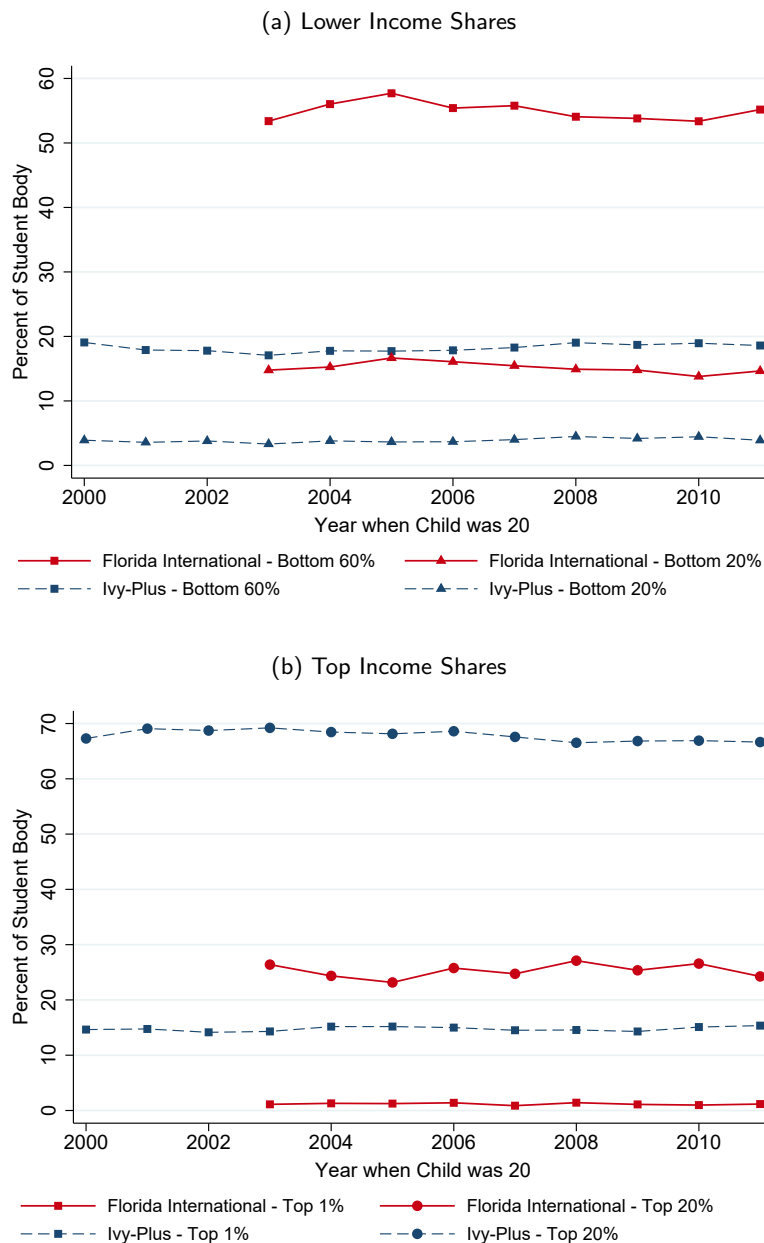 (a) Lower Income Shares
Percent of Student Body
60
50
40
30
20
10
0
2000 2002 2004 2006 2008 2010
Year when Child was 20
Florida International - Bottom 60% Florida International - Bottom 20%
Ivy-Plus - Bottom 60% Ivy-Plus - Bottom 20%
(b) Top Income Shares
Percent of Student Body
70
60
50
40
30
20
10
0
2000 2002 2004 2006 2008 2010
Year when Child was 20
Florida International - Top 1% Florida International - Top 20%
Ivy-Plus - Top 1% Ivy-Plus - Top 20%